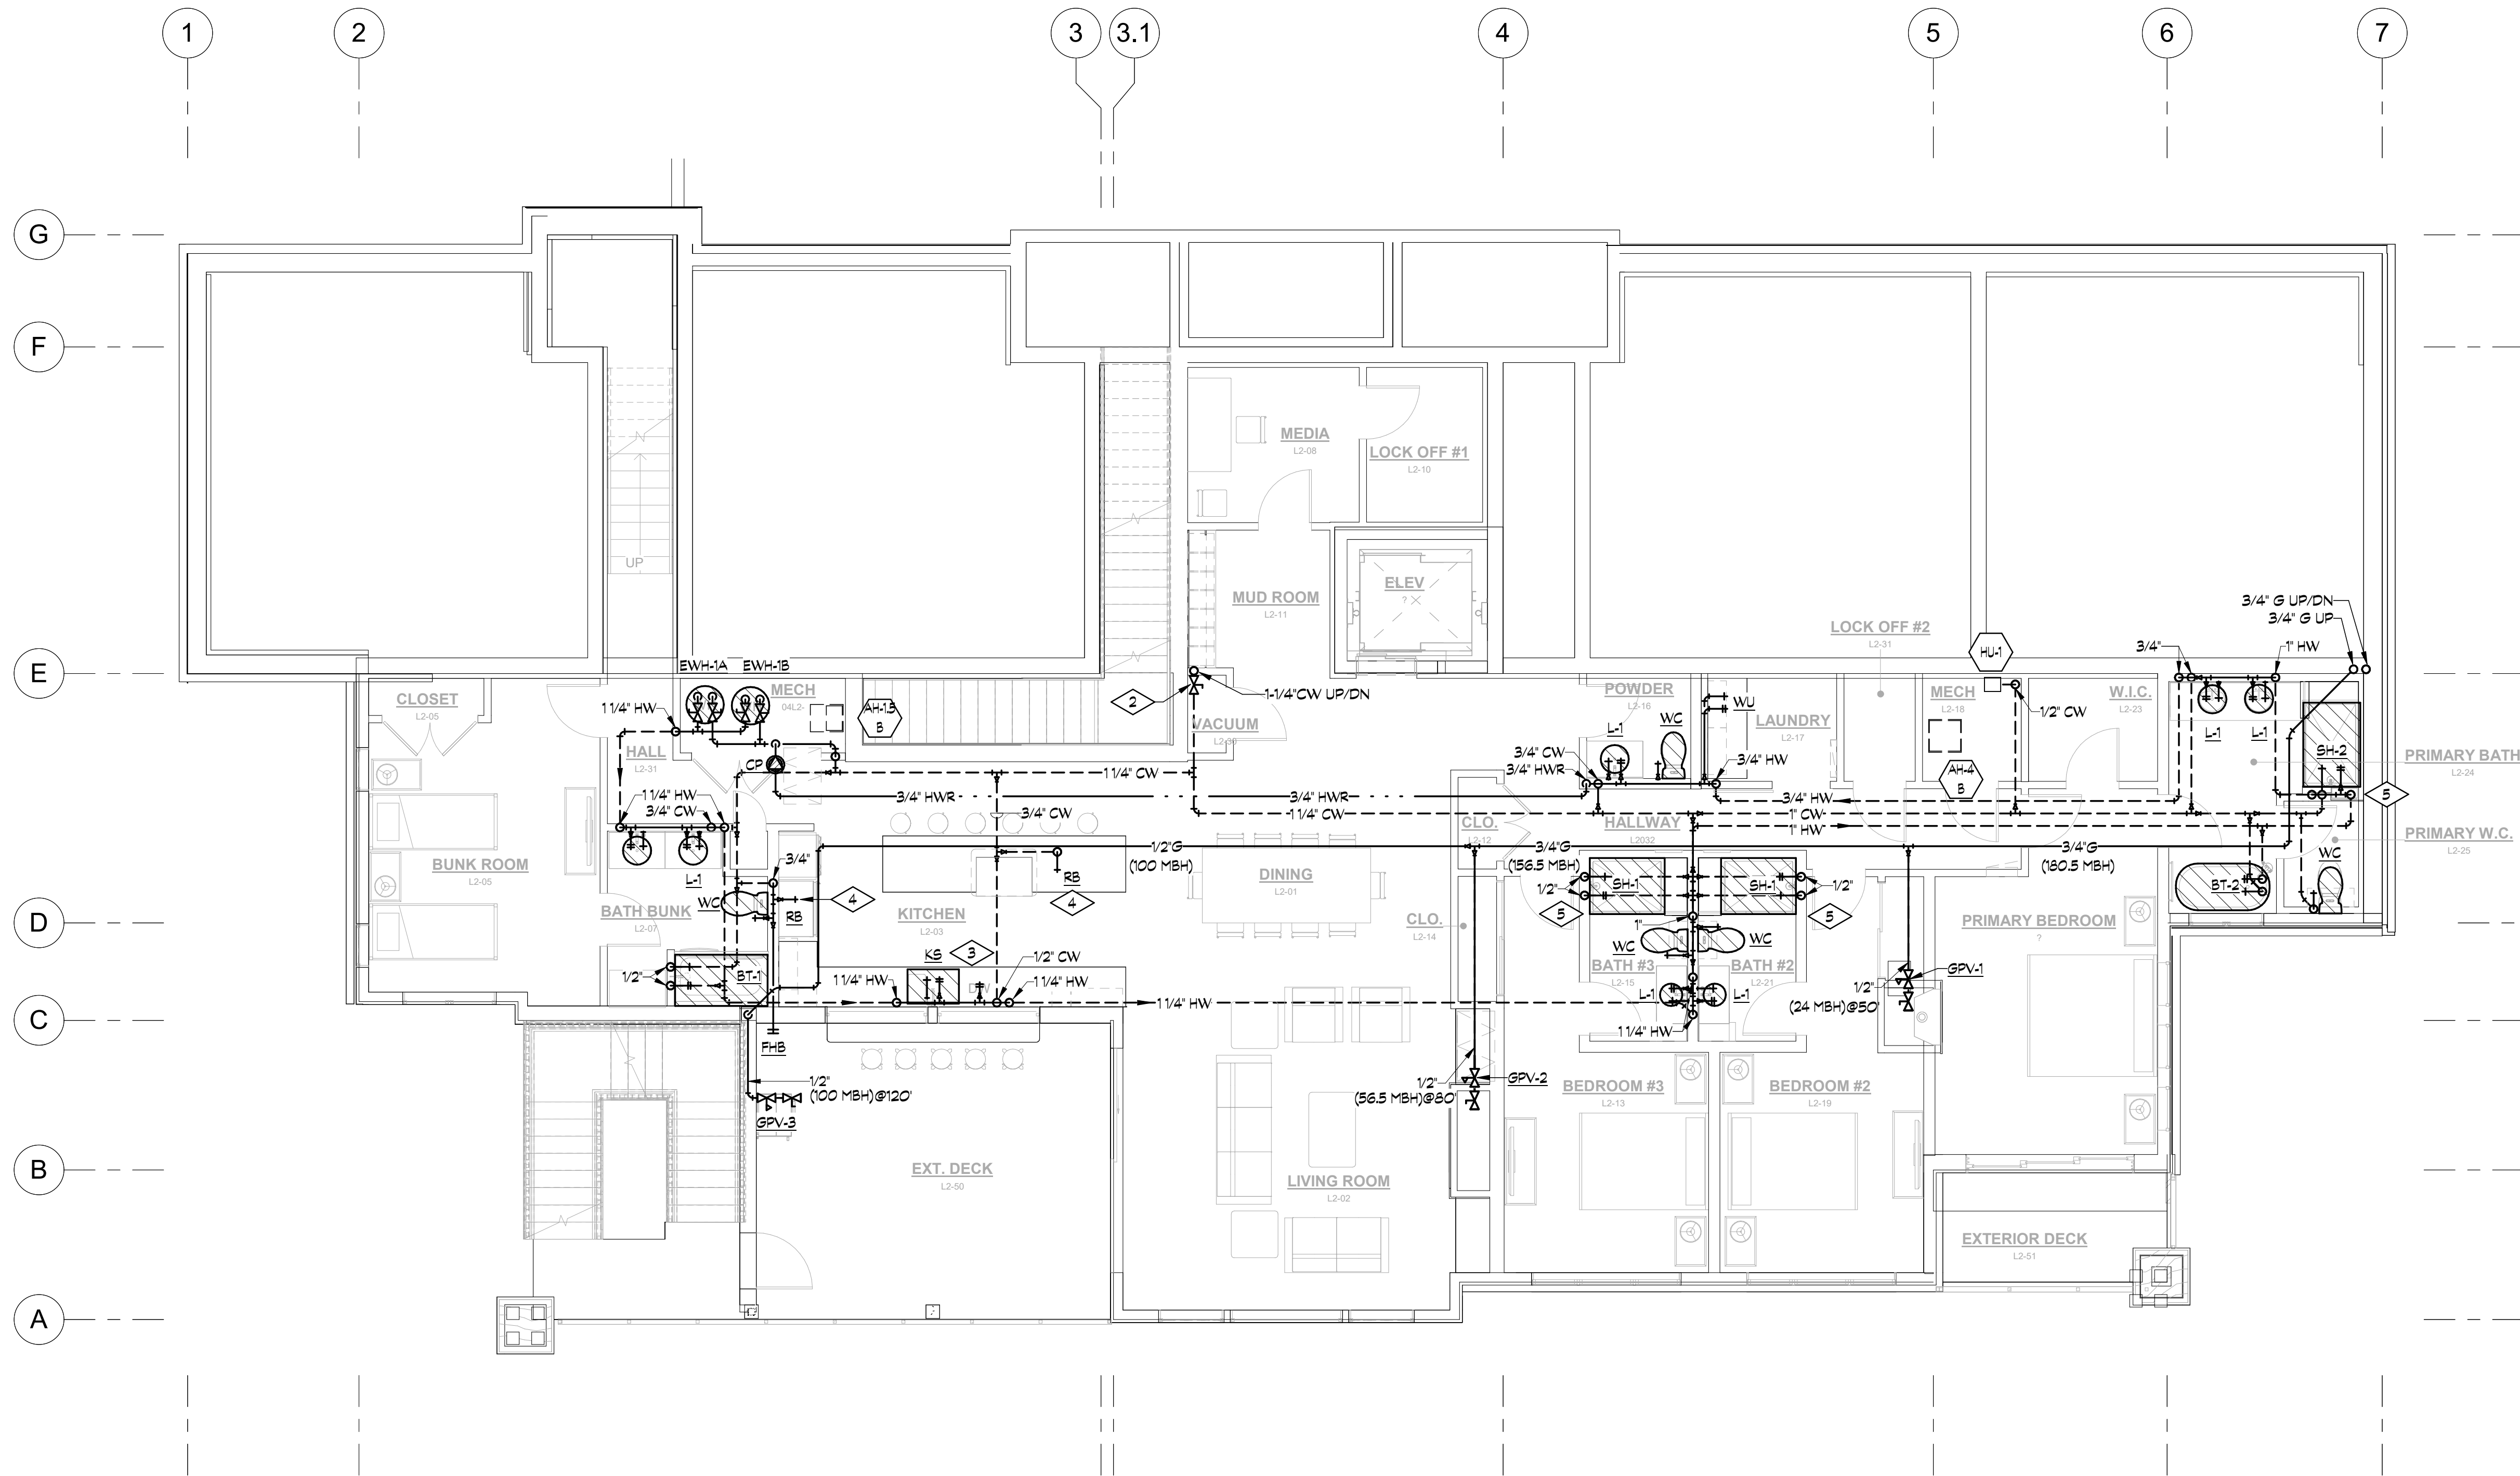 1
2
3
3.1
4
5
6
7
G
F
E
D
C
B
A
UP
MEDIA
L2-08
LOCK OFF #1
L2-10
MUD ROOM
L2-11
ELEV
?
LOCK OFF #2
L2-31
HU-1
3/4" G UP/DN
3/4" G UP
3/4"
1" HW
EWH-1A
EWH-1B
MECH
04L2-
AH-1.5
B
CLOSET
L2-05
1 1/4" HW
HALL
L2-31
CP
2
1-1/4"CW UP/DN
VACUUM
L2-30
POWDER
L2-16
WC
L-1
WU
LAUNDRY
L2-17
MECH
L2-18
1/2" CW
AH-4
B
W.I.C.
L2-23
L-1
L-1
SH-2
PRIMARY BATH
L2-24
5
3/4" CW
3/4" HWR
3/4" HW
1 1/4" CW
3/4" HWR
3/4" HWR
3/4" HW
1 1/4" HW
3/4" CW
3/4" CW
1 1/4" CW
1" CW
1" HW
CLO.
L2-12
HALLWAY
L2032
PRIMARY W.C.
L2-25
BUNK ROOM
L2-05
L-1
3/4"
1/2"G
(100 MBH)
3/4"G
(156.5 MBH)
3/4"G
(180.5 MBH)
RB
DINING
L2-01
SH-1
SH-1
1/2"
1/2"
5
5
WC
BT-2
WC
4
RB
4
BATH BUNK
L2-07
KITCHEN
L2-03
CLO.
L2-14
1"
WC
WC
PRIMARY BEDROOM
?
KS
3
1/2" CW
1/2"
BT-1
1 1/4" HW
D/W
1 1/4" HW
1 1/4" HW
BATH #3
L2-15
BATH #2
L2-21
L-1
L-1
1 1/4" HW
GPV-1
1/2"
(24 MBH)@50'
FHB
1/2"
(100 MBH)@120'
GPV-3
1/2"
(56.5 MBH)@80'
GPV-2
BEDROOM #3
L2-13
BEDROOM #2
L2-19
EXT. DECK
L2-50
LIVING ROOM
L2-02
EXTERIOR DECK
L2-51